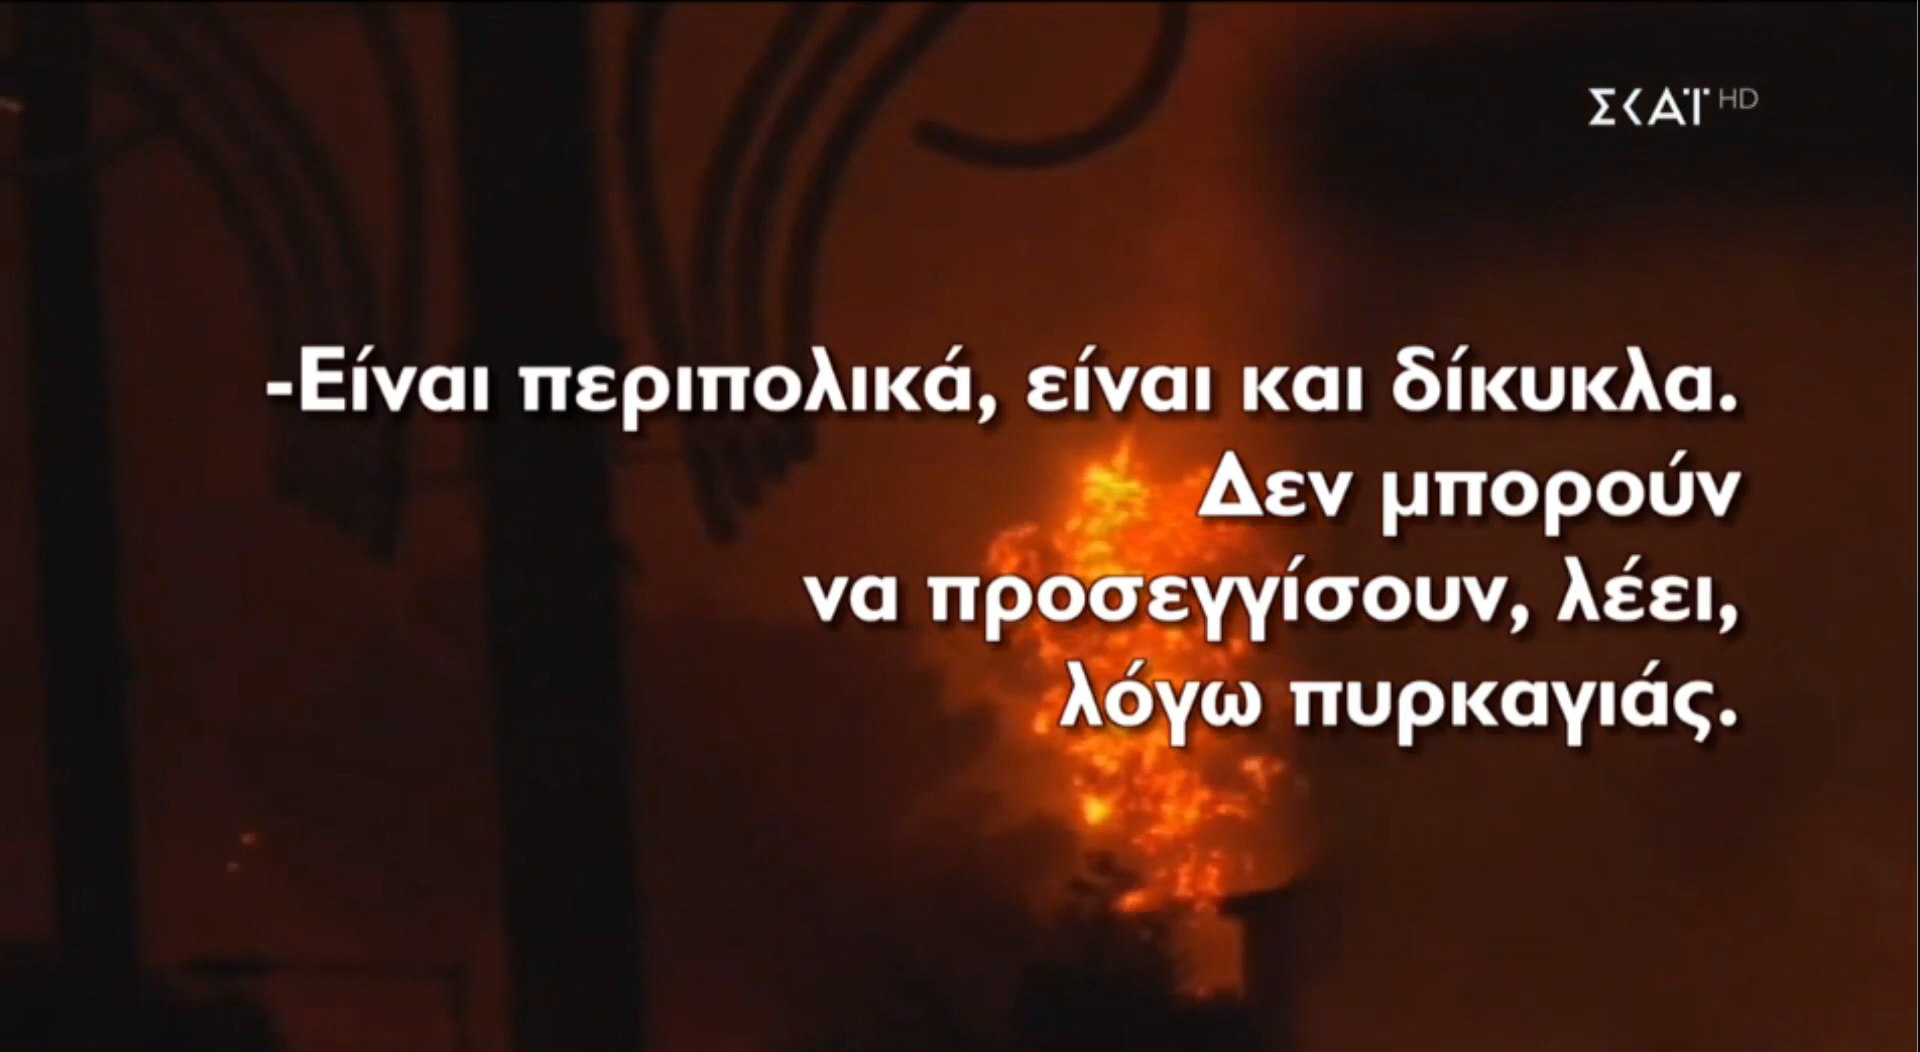 ΣΚΑΪ HD
-Είναι περιπολικά, είναι και δίκυκλα.
Δεν μπορούν
να προσεγγίσουν, λέει,
λόγω πυρκαγιάς.